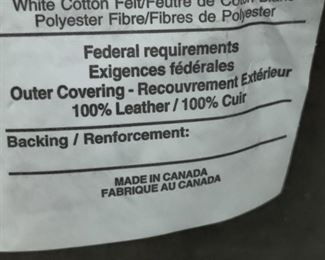 White Cotton Felt/Feutre de Coton Blanc
Polyester Fibre/Fibres de Polyester
Federal requirements
Exigences fédérales
Outer Covering - Recouvrement Extérieur
100% Leather / 100% Cuir
Backing / Renforcement:
MADE IN CANADA
FABRIQUE AU CANADA